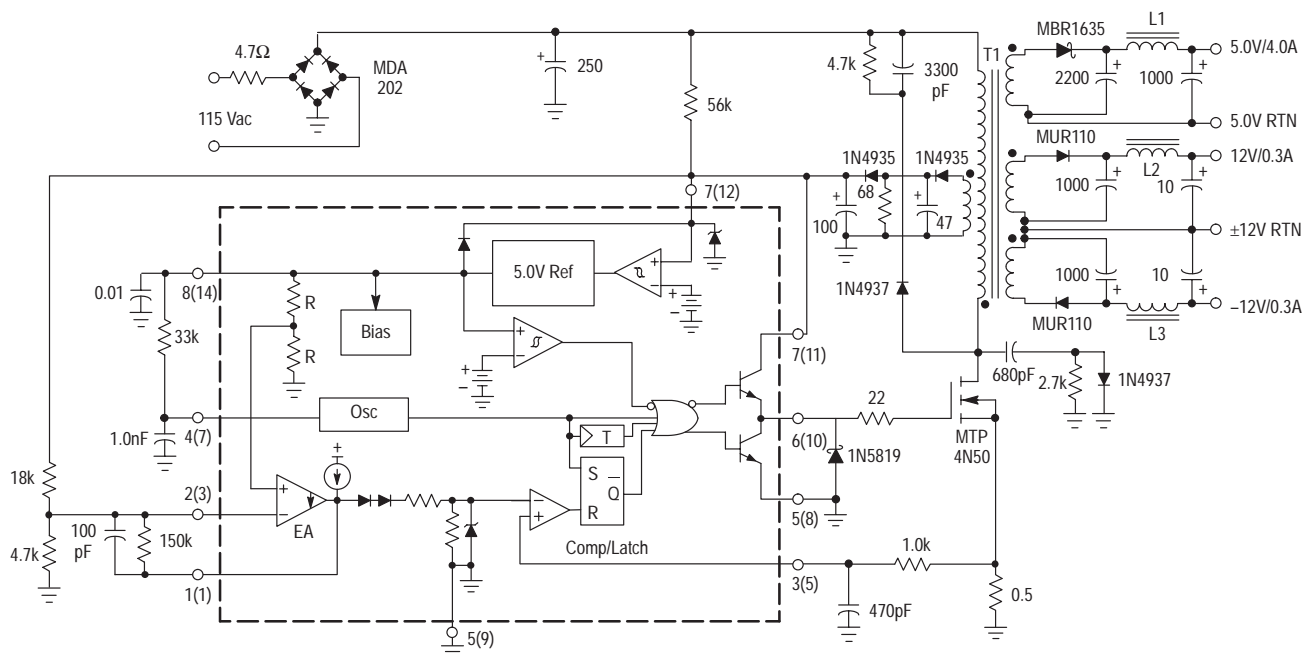 4.7Ω
MDA
202
115 Vac
+
250
56k
4.7k
3300
pF
T1
MBR1635
L1
5.0V/4.0A
2200
+
1000
+
5.0V RTN
MUR110
L2
12V/0.3A
1000
+
10
+
±12V RTN
1000
+
10
+
MUR110
L3
–12V/0.3A
1N4935
1N4935
68
+
100
+
47
7(12)
1N4937
680pF
2.7k
1N4937
MTP
4N50
0.01
8(14)
33k
R
R
Bias
5.0V Ref
+
–
+
–
+
–
+
–
7(11)
Osc
4(7)
1.0nF
T
22
6(10)
1N5819
5(8)
18k
4.7k
2(3)
100
pF
150k
1(1)
+
–
EA
+
S
Q
R
–
+
Comp/Latch
3(5)
1.0k
470pF
0.5
5(9)